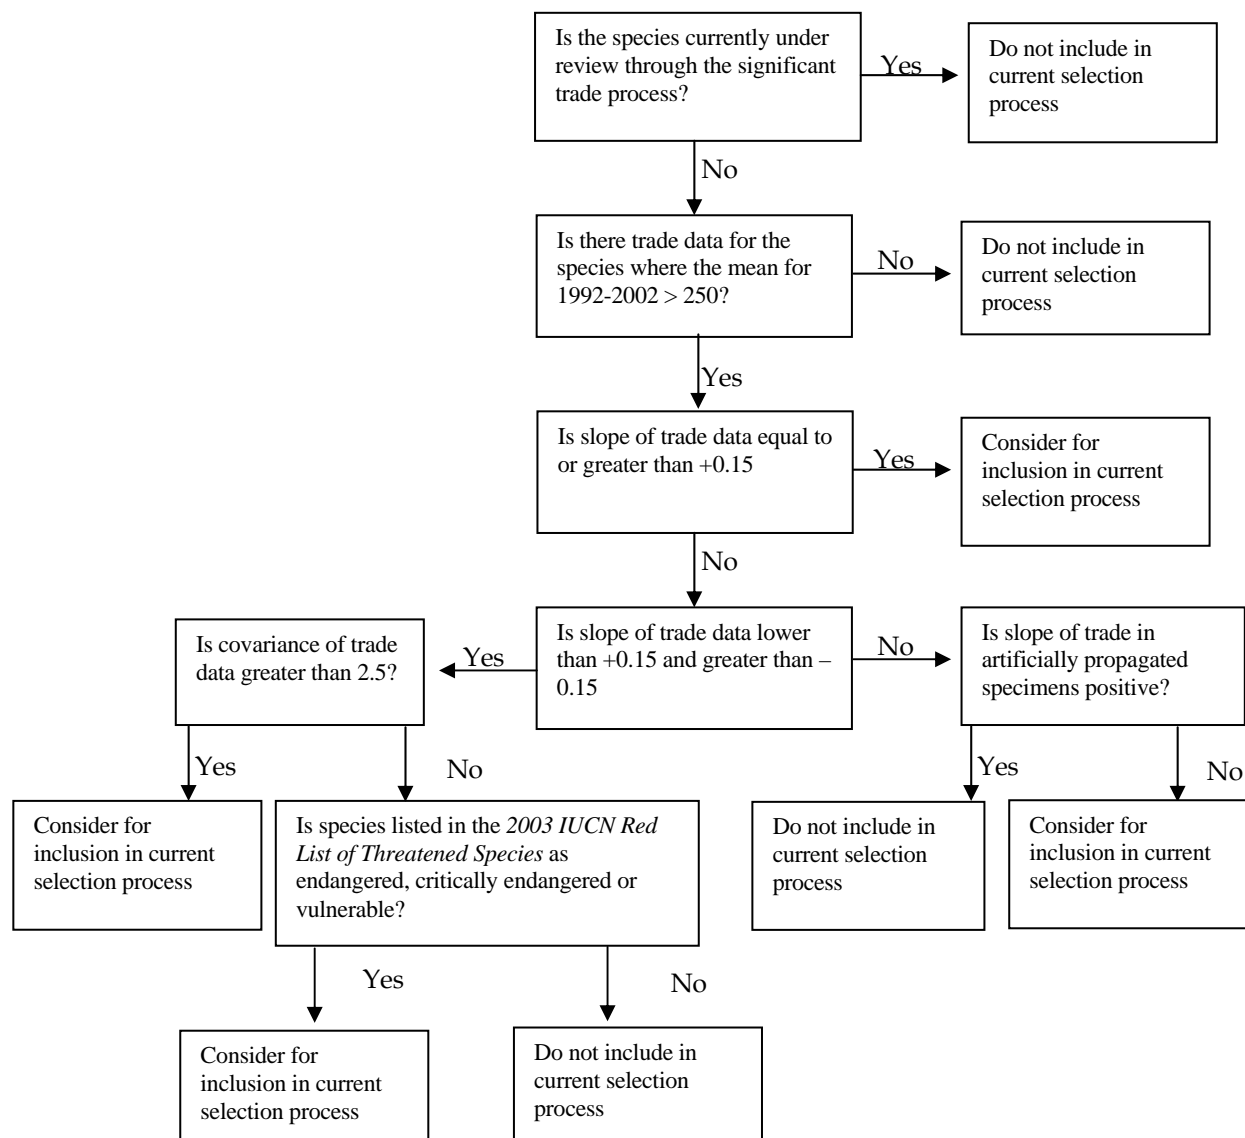 Is the species currently under
review through the significant
trade process?
Yes
Do not include in
current selection
process
No
Is there trade data for the
species where the mean for
1992-2002 > 250?
No
Do not include in
current selection
process
Yes
Is slope of trade data equal to
or greater than +0.15
Yes
Consider for
inclusion in current
selection process
No
Is covariance of trade
data greater than 2.5?
Yes
Is slope of trade data lower
than +0.15 and greater than –
0.15
No
Is slope of trade in
artificially propagated
specimens positive?
Yes
No
Yes
No
Consider for
inclusion in current
selection process
Is species listed in the 2003 IUCN Red
List of Threatened Species as
endangered, critically endangered or
vulnerable?
Do not include in
current selection
process
Consider for
inclusion in current
selection process
Yes
No
Consider for
inclusion in current
selection process
Do not include in
current selection
process